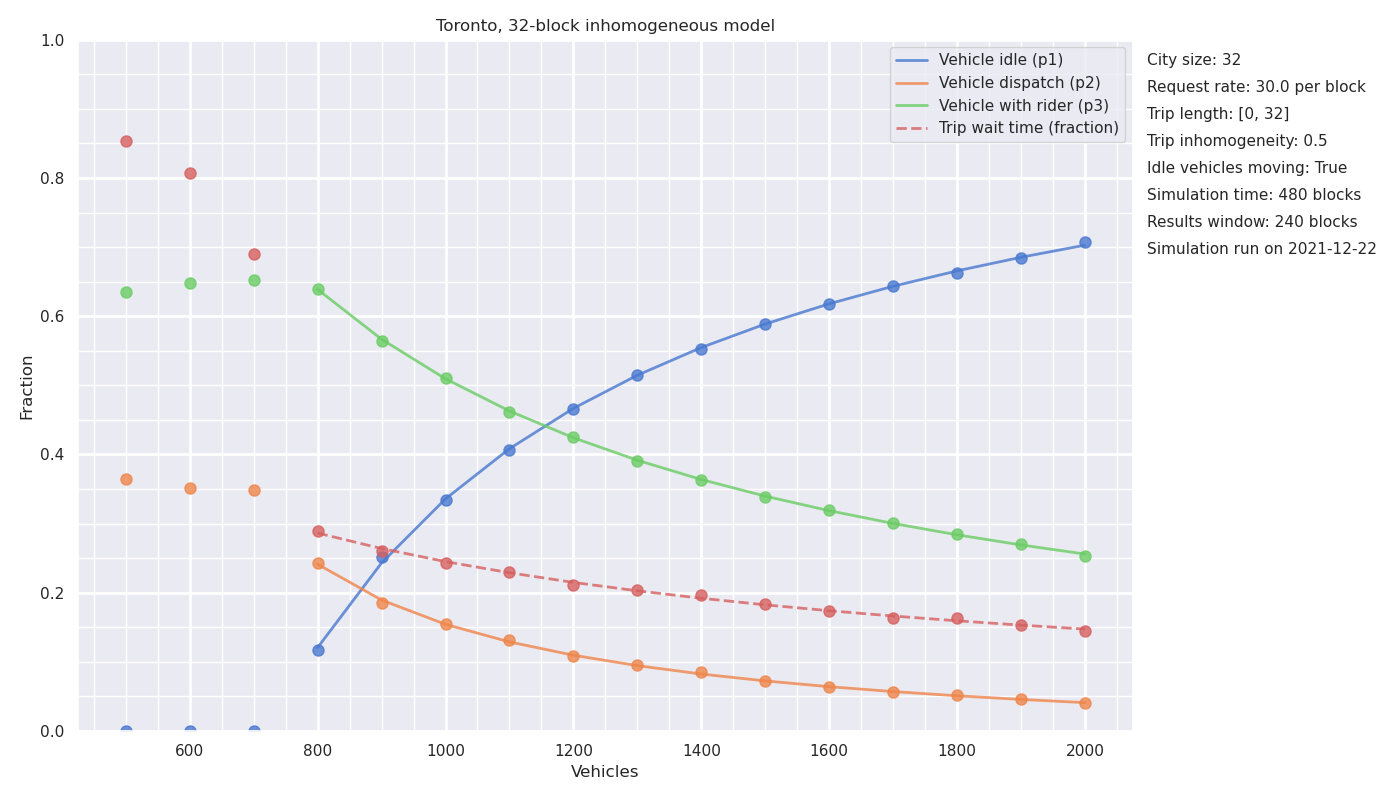 Toronto, 32-block inhomogeneous model
1.0
0.8
0.6
0.4
0.2
0.0
Fraction
600
800
1000
1200
1400
1600
1800
2000
Vehicles
Vehicle idle (p1)
Vehicle dispatch (p2)
Vehicle with rider (p3)
Trip wait time (fraction)
City size: 32
Request rate: 30.0 per block
Trip length: [0, 32]
Trip inhomogeneity: 0.5
Idle vehicles moving: True
Simulation time: 480 blocks
Results window: 240 blocks
Simulation run on 2021-12-22